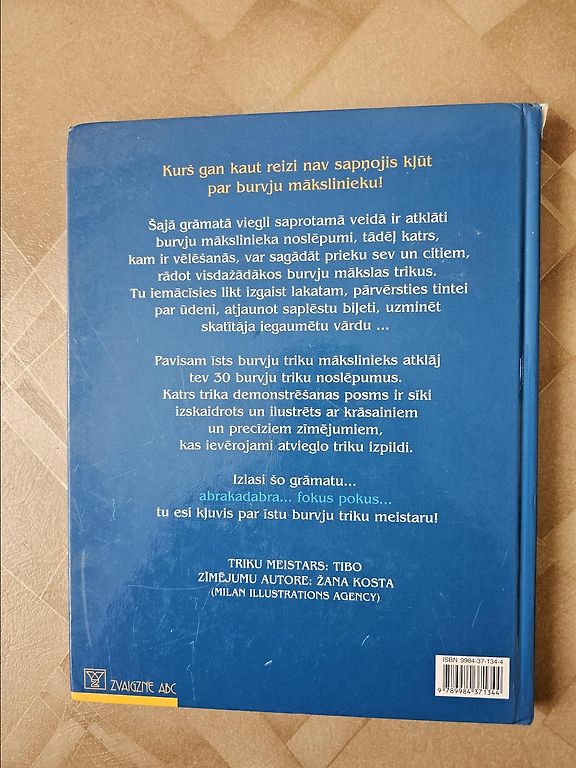 Kurš gan kaut reizi nav sapņojis kļūt
par burvju mākslinieku!
Šajā grāmatā viegli saprotamā veidā ir atklāti
burvju mākslinieka noslēpumi, tādēļ katrs,
kam ir vēlēšanās, var sagādāt prieku sev un citiem,
rādot visdažādākos burvju mākslas trikus.
Tu iemācīsies likt izgaist lakatam, pārvērsties tintei
par ūdeni, atjaunot saplēstu biļeti, uzminēt
skatītāja iegaumētu vārdu ...
Pavisam īsts burvju triku mākslinieks atklāj
tev 30 burvju triku noslēpumus.
Katrs trika demonstrēšanas posms ir sīki
izskaidrots un ilustrēts ar krāsainiem
un precīziem zīmējumiem,
kas ievērojami atvieglo triku izpildi.
Izlasi šo grāmatu...
abrakadabra... fokus pokus...
tu esi kļuvis par īstu burvju triku meistaru!
TRIKU MEISTARS: TIBO
ZĪMĒJUMU AUTORE: ŽANA KOSTA
(MILAN ILLUSTRATIONS AGENCY)
ISBN 9984-37-134-4
9 789984 371344
ZVAIGZNE ABC